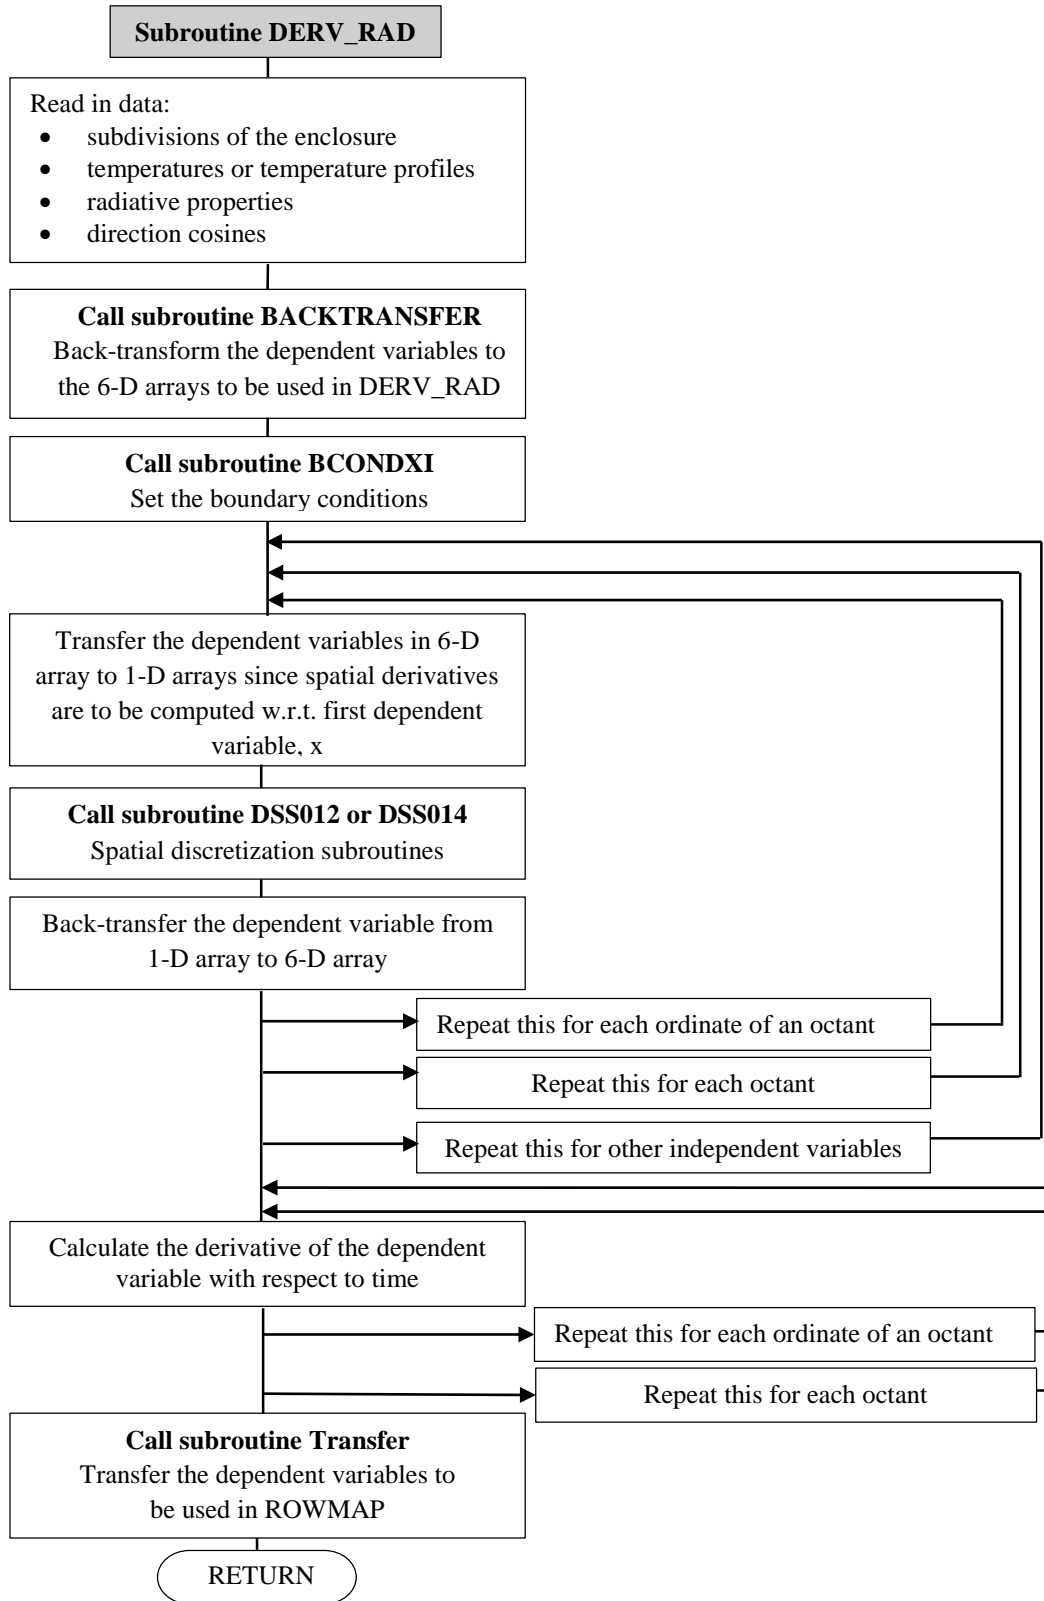 Subroutine DERV_RAD
Read in data:
• subdivisions of the enclosure
• temperatures or temperature profiles
• radiative properties
• direction cosines
Call subroutine BACKTRANSFER
Back-transform the dependent variables to
the 6-D arrays to be used in DERV_RAD
Call subroutine BCONDXI
Set the boundary conditions
Transfer the dependent variables in 6-D
array to 1-D arrays since spatial derivatives
are to be computed w.r.t. first dependent
variable, x
Call subroutine DSS012 or DSS014
Spatial discretization subroutines
Back-transfer the dependent variable from
1-D array to 6-D array
Repeat this for each ordinate of an octant
Repeat this for each octant
Repeat this for other independent variables
Calculate the derivative of the dependent
variable with respect to time
Repeat this for each ordinate of an octant
Repeat this for each octant
Call subroutine Transfer
Transfer the dependent variables to
be used in ROWMAP
RETURN